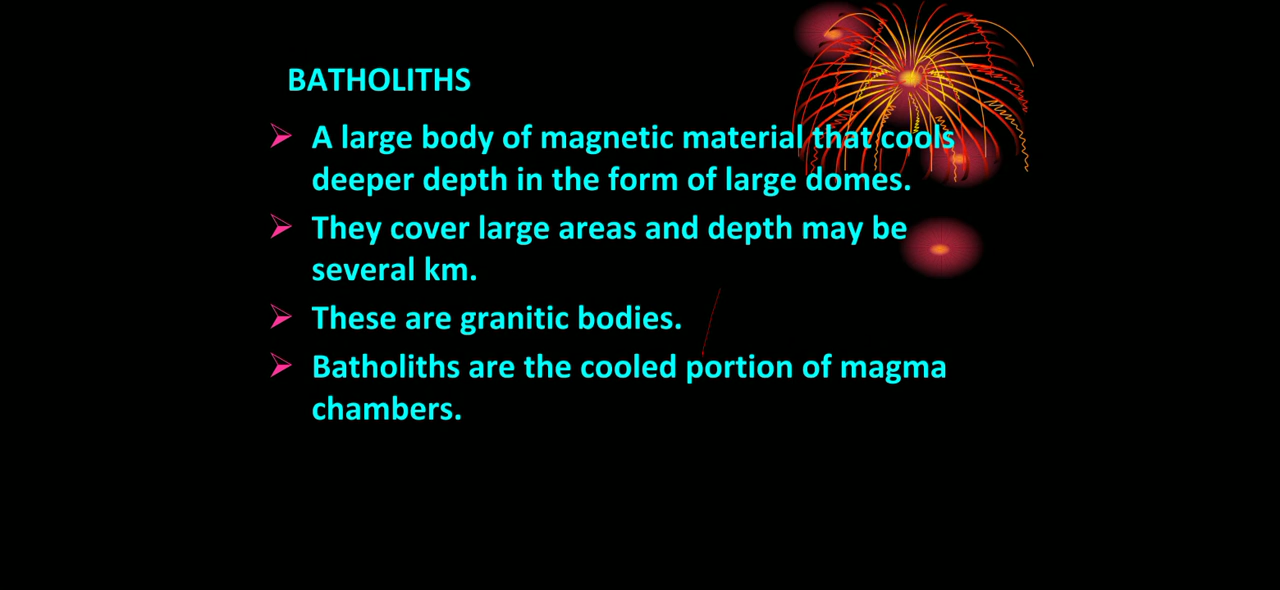 BATHOLITHS
A large body of magnetic material that cools
deeper depth in the form of large domes.
They cover large areas and depth may be
several km.
These are granitic bodies.
Batholiths are the cooled portion of magma
chambers.